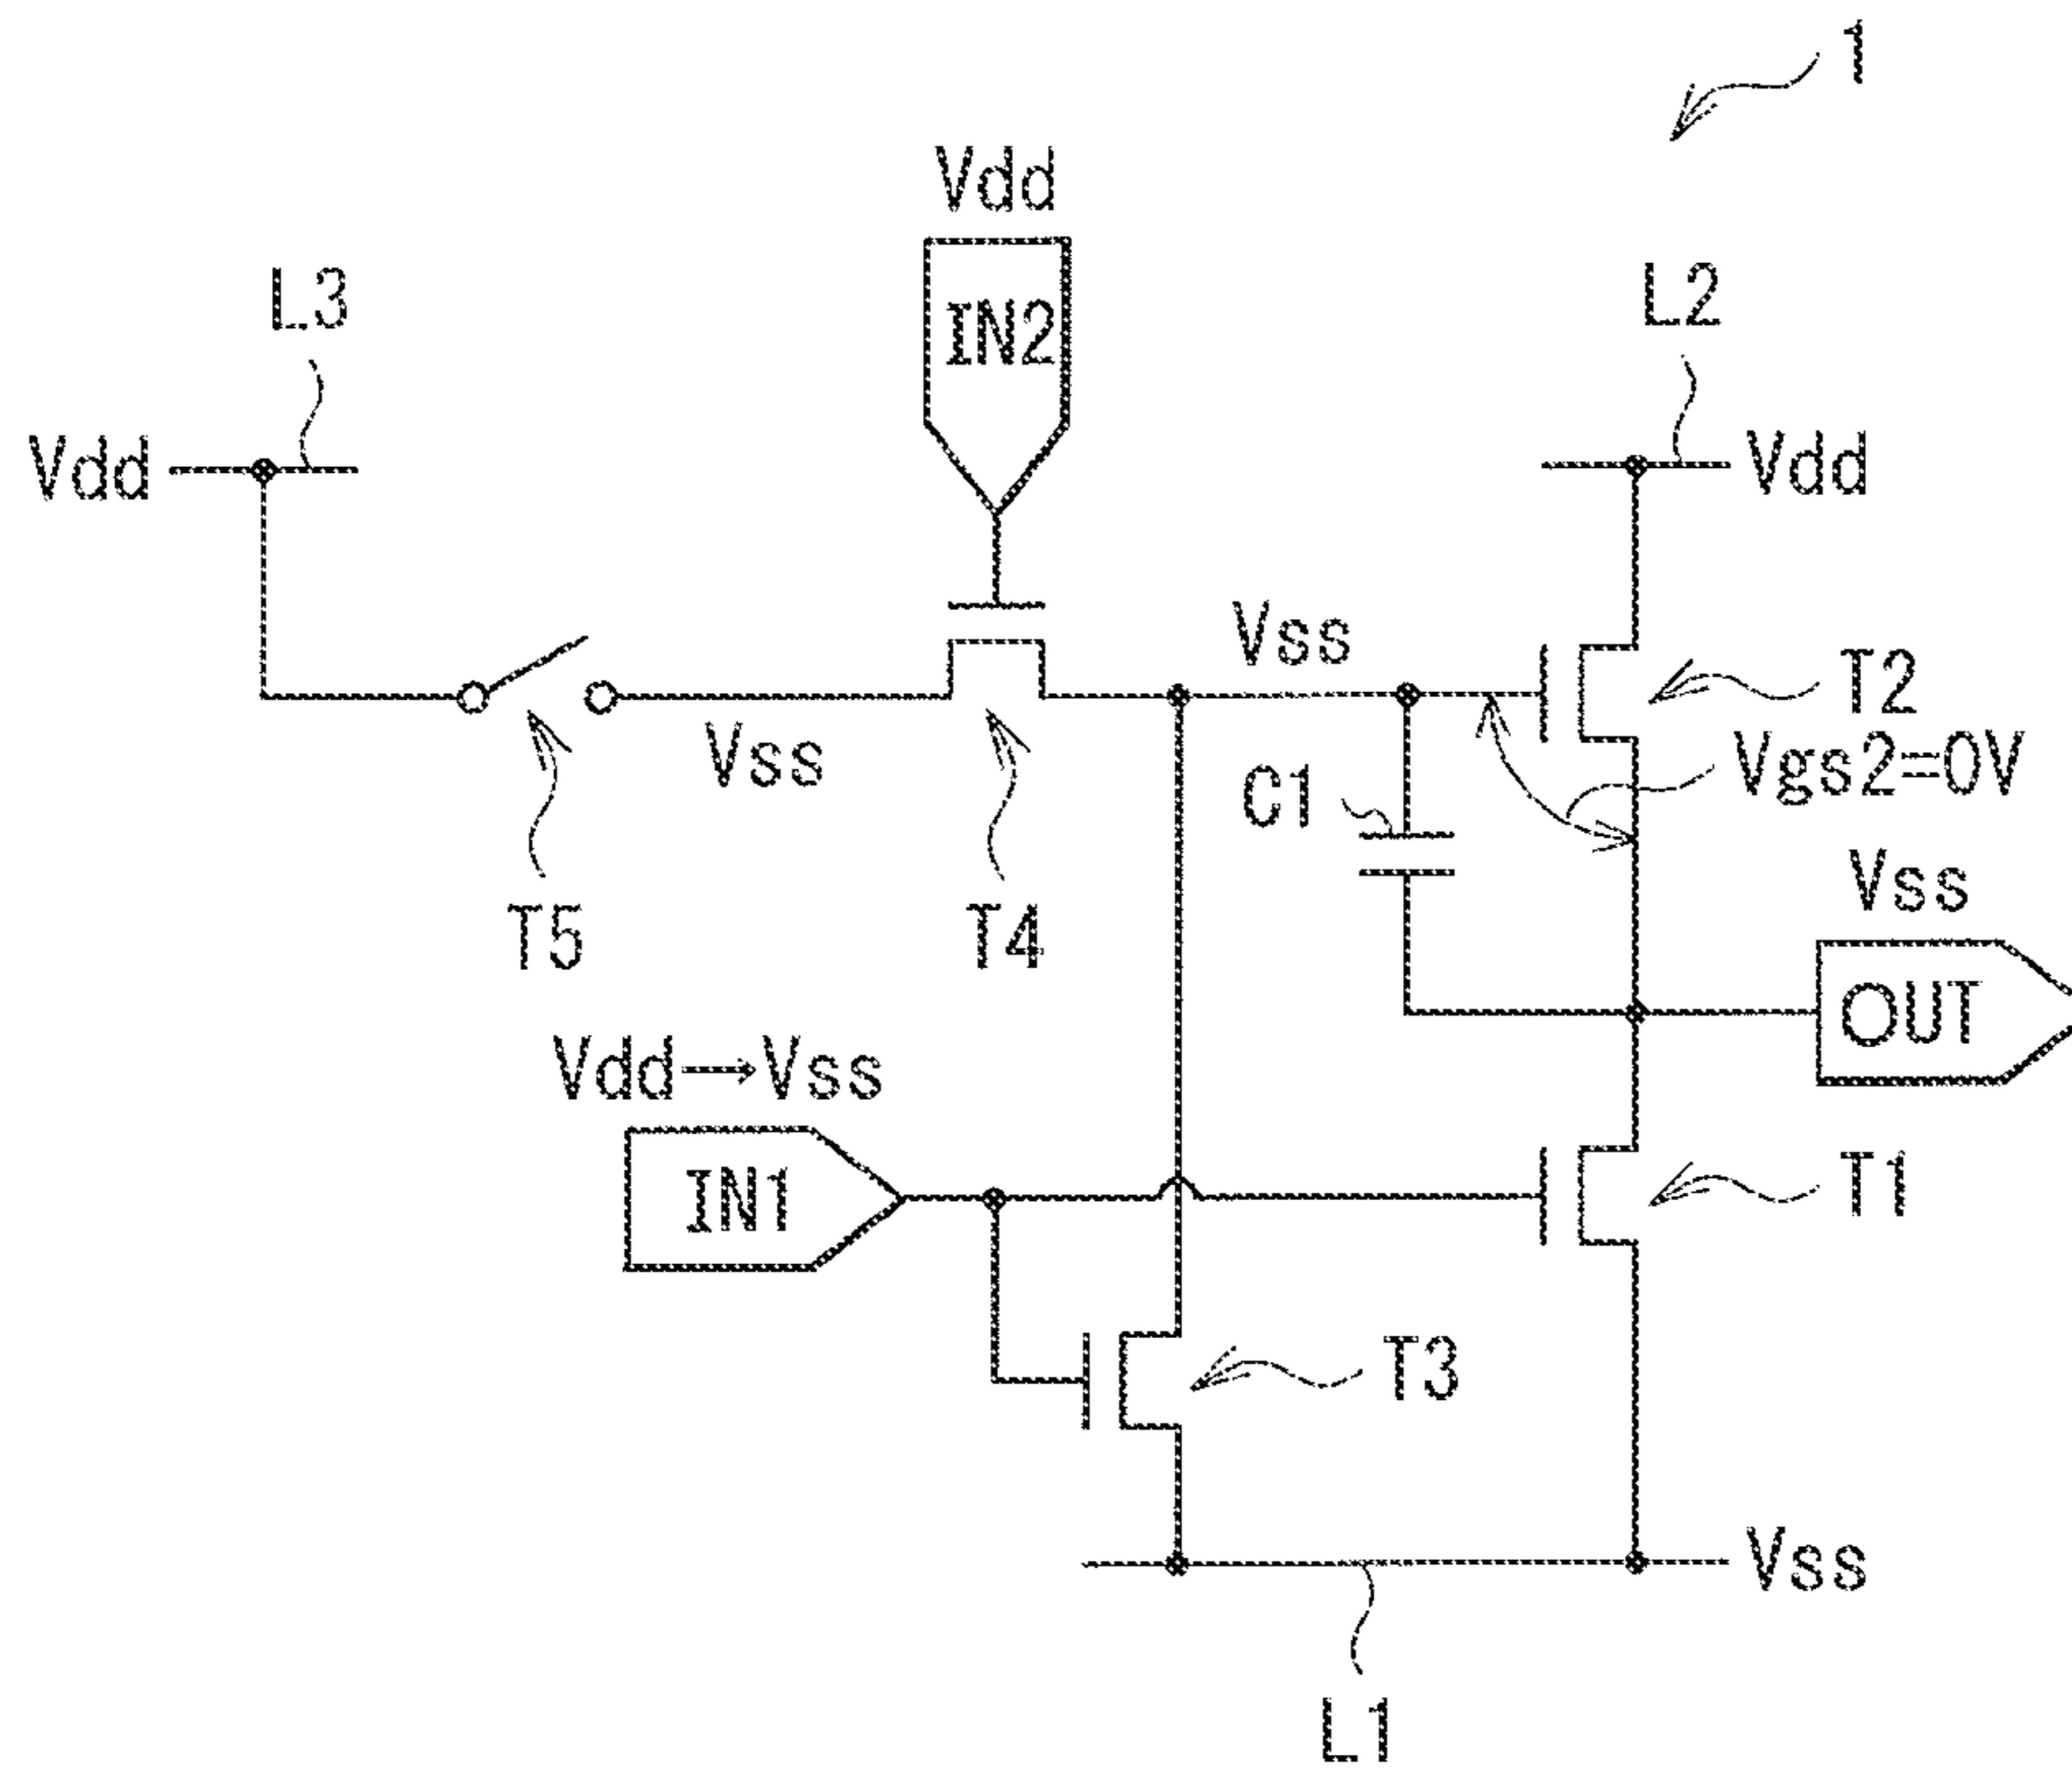 1
Vdd
L3
IN2
L2
Vdd
Vdd
Vss
T2
Vss
Vgs2=0V
C1
Vss
T5
T4
OUT
Vdd→Vss
IN1
T1
T3
Vss
L1